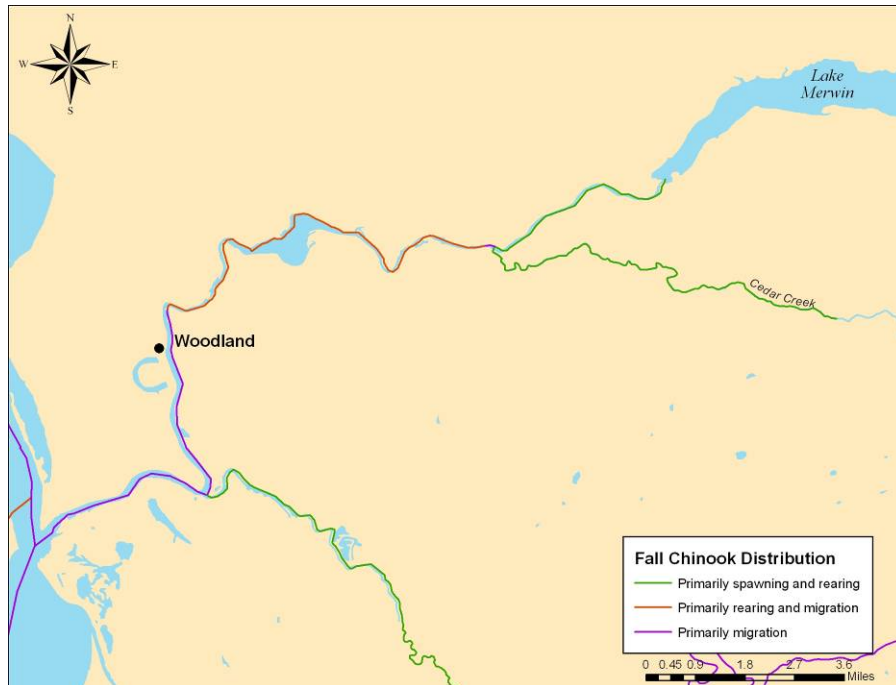 N
W
E
S
Lake
Merwin
Cedar Creek
Woodland
Fall Chinook Distribution
Primarily spawning and rearing
Primarily rearing and migration
Primarily migration
0 0.45 0.9 1.8 2.7 3.6
Miles